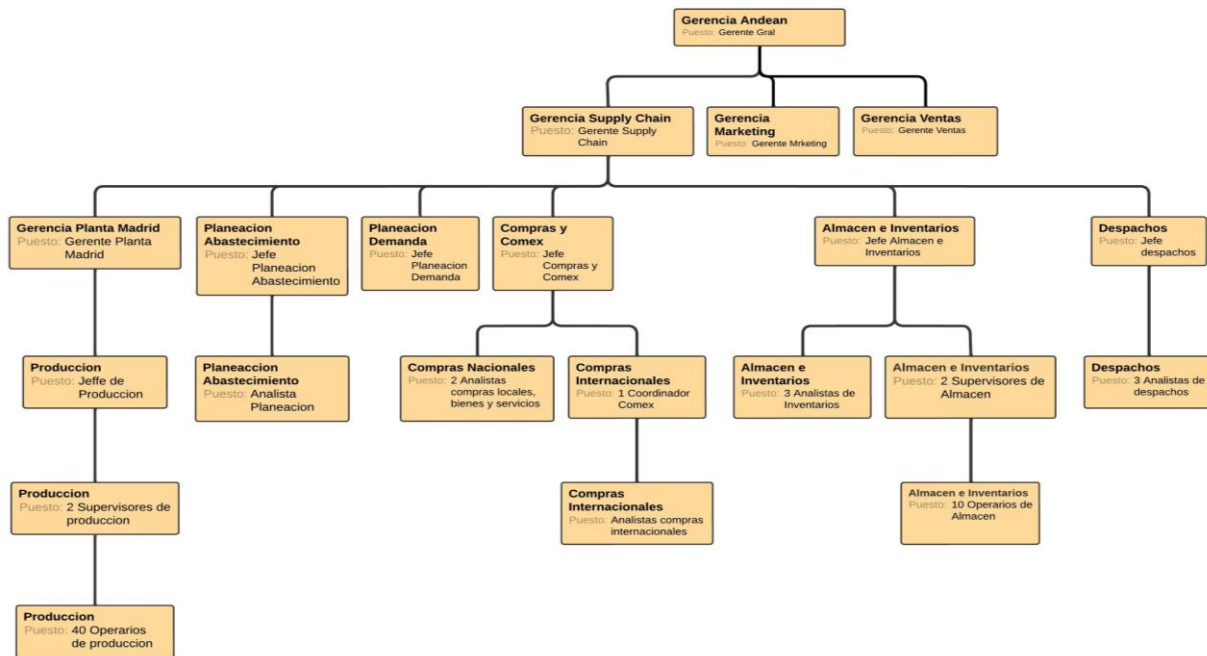 Gerencia Andean
Puesto: Gerente Gral
Gerencia Supply Chain
Puesto: Gerente Supply
Chain
Gerencia
Marketing
Puesto: Gerente Mrketing
Gerencia Ventas
Puesto: Gerente Ventas
Gerencia Planta Madrid
Puesto: Gerente Planta
Madrid
Planeacion
Abastecimiento
Puesto: Jefe
Planeacion
Abastecimiento
Planeacion
Demanda
Puesto: Jefe
Planeacion
Demanda
Compras y
Comex
Puesto: Jefe
Compras y
Comex
Almacen e Inventarios
Puesto: Jefe Almacen e
Inventarios
Despachos
Puesto: Jefe
despachos
Produccion
Puesto: Jeffe de
Produccion
Planeaccion
Abastecimiento
Puesto: Analista
Planeacion
Compras Nacionales
Puesto: 2 Analistas
compras locales,
bienes y servicios
Compras
Internacionales
Puesto: 1 Coordinador
Comex
Almacen e
Inventarios
Puesto: 3 Analistas de
Inventarios
Almacen e Inventarios
Puesto: 2 Supervisores de
Almacen
Despachos
Puesto: 3 Analistas de
despachos
Produccion
Puesto: 2 Supervisores de
produccion
Compras
Internacionales
Puesto: Analistas compras
internacionales
Almacen e Inventarios
Puesto: 10 Operarios de
Almacen
Produccion
Puesto: 40 Operarios
de produccion